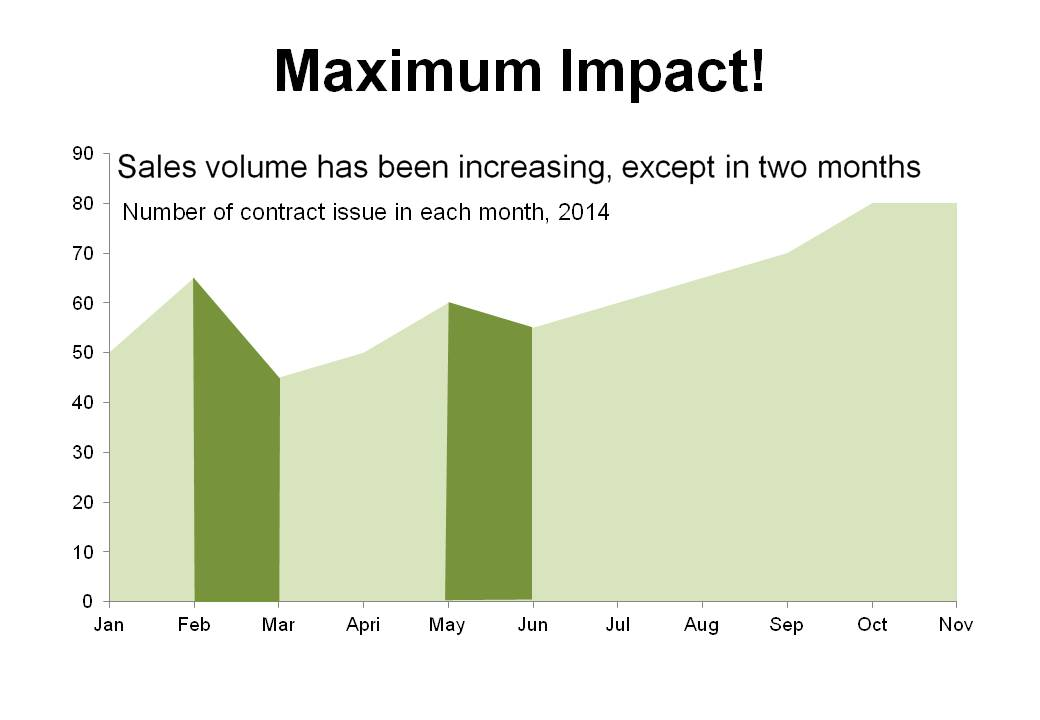 Maximum Impact!
90
Sales volume has been increasing, except in two months
80
Number of contract issue in each month, 2014
70
60
50
40
30
20
10
0
Jan Feb Mar Apri May Jun Jul Aug Sep Oct Nov